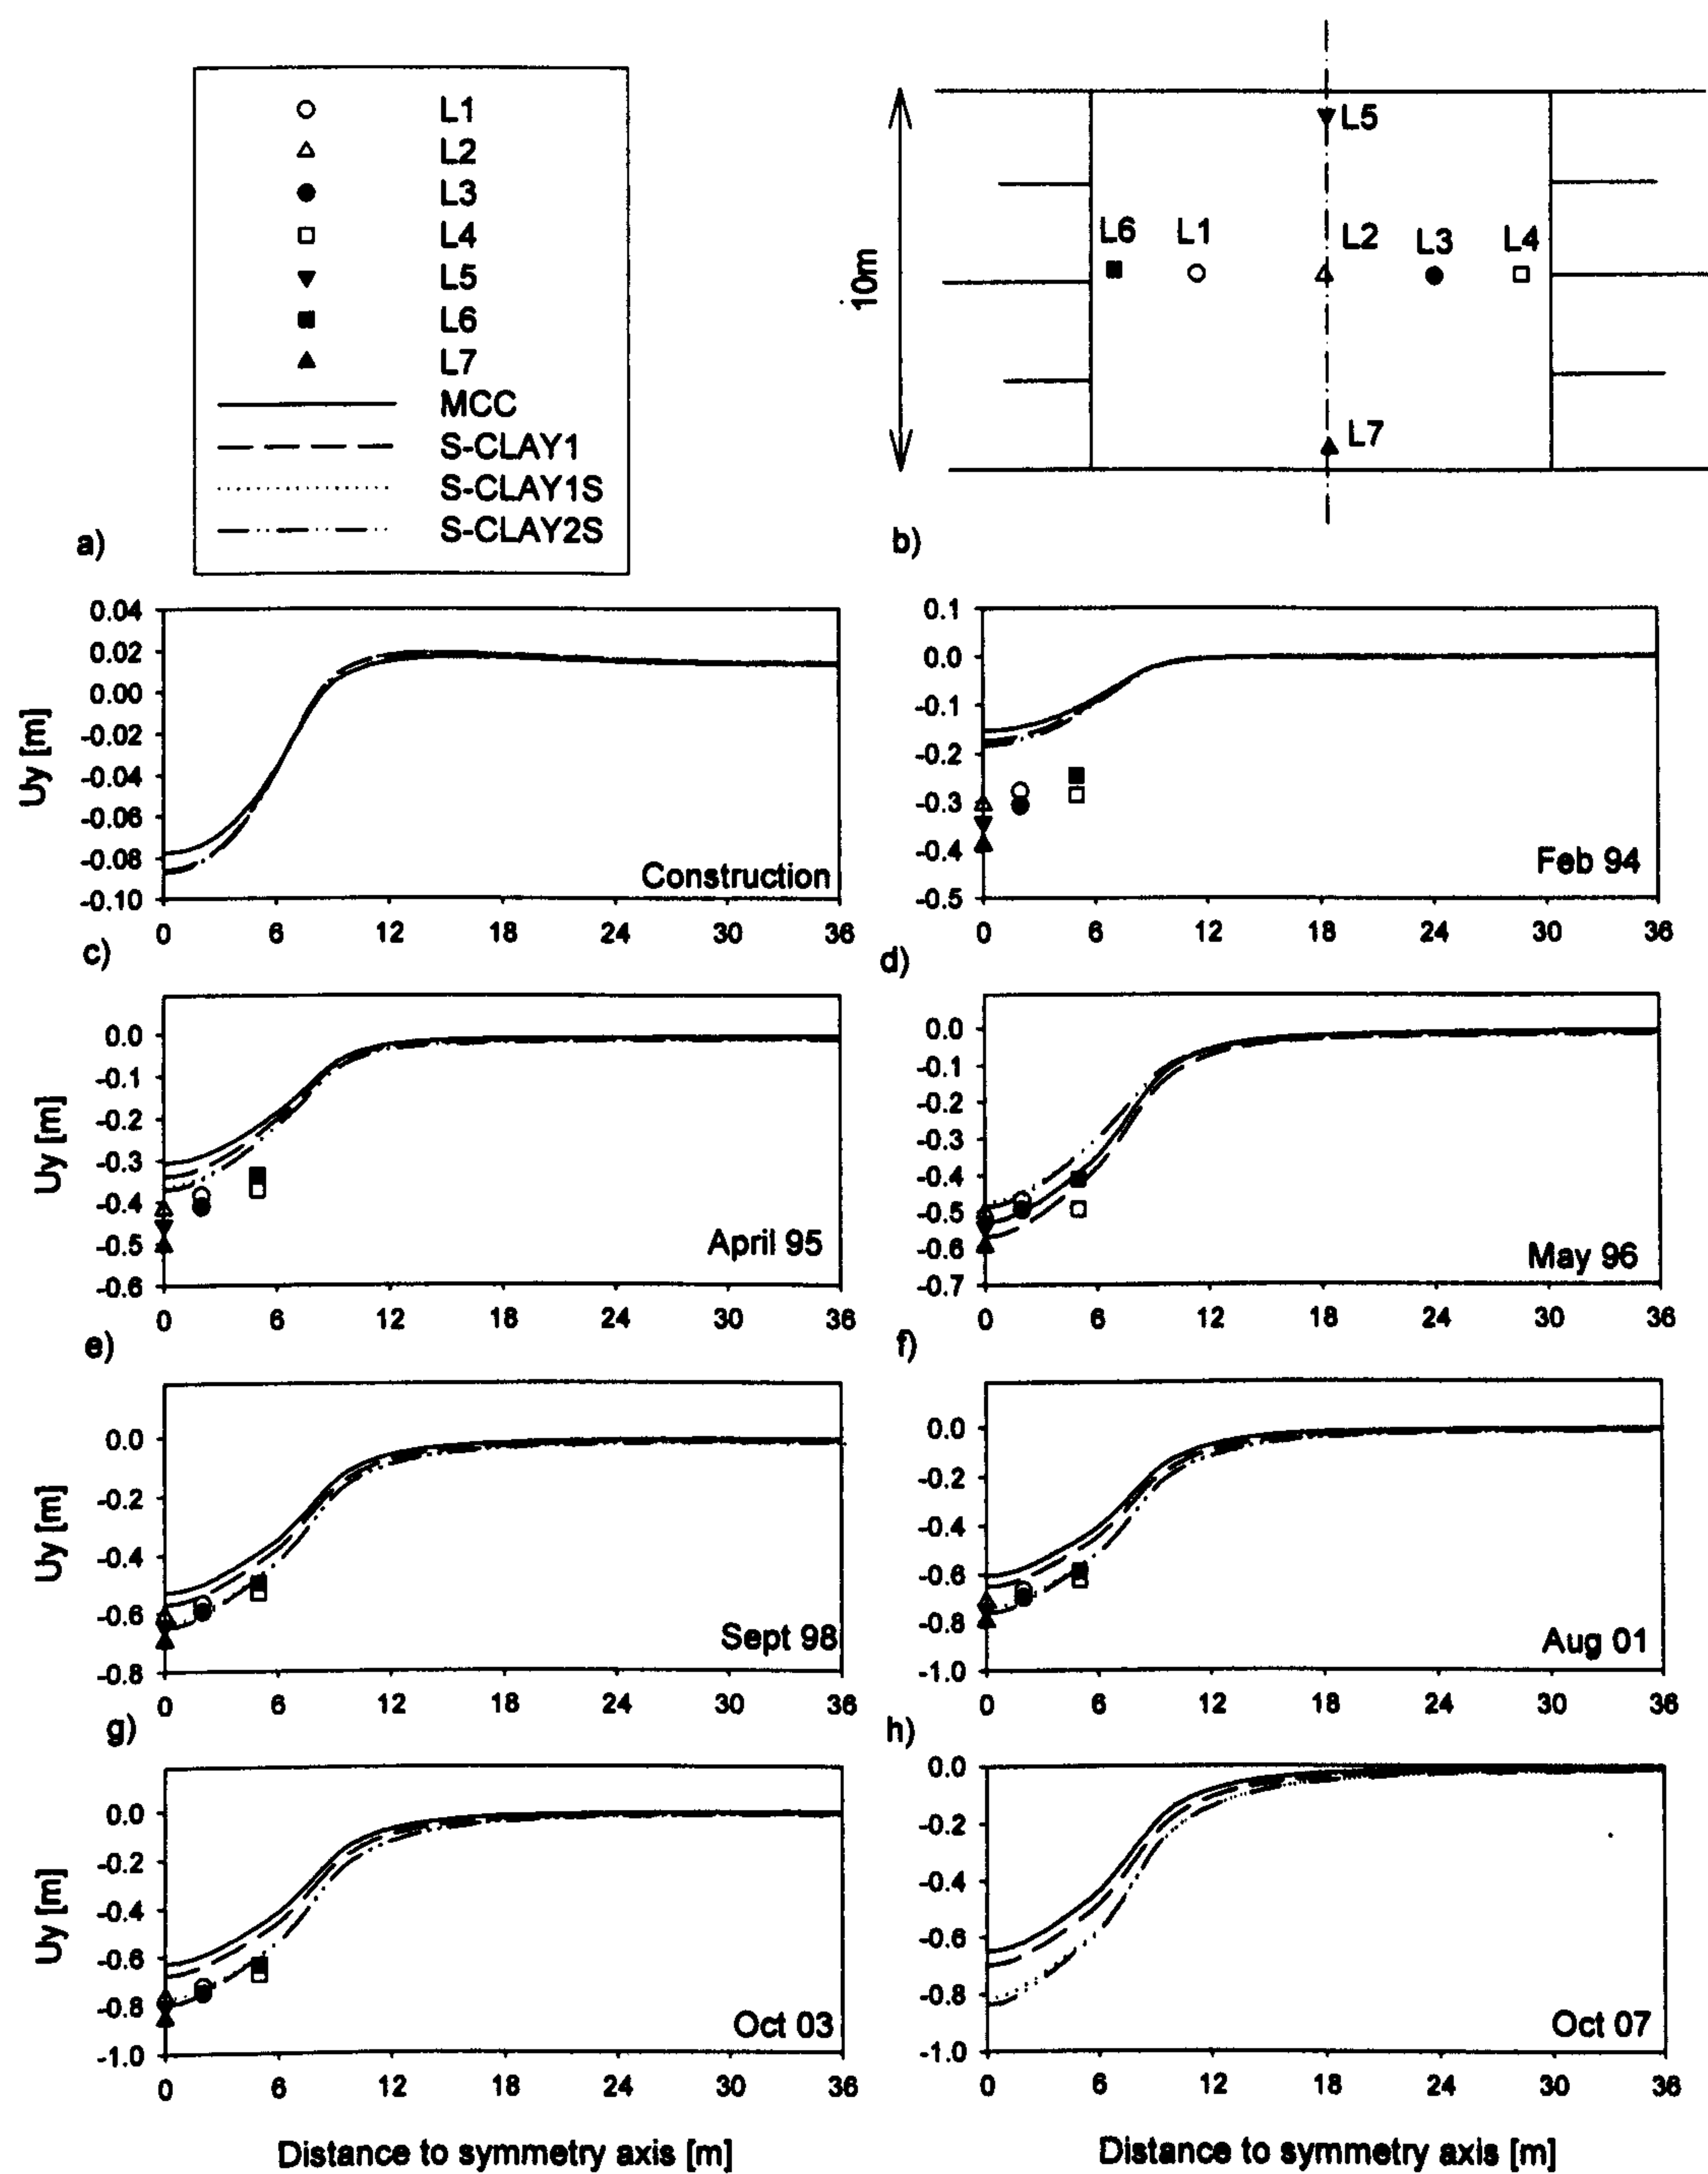 L1
L2
L3
L4
L5
L6
L7
MCC
S-CLAY1
S-CLAY1S
S-CLAY2S
a)
10m
L5
L6 L1 L2 L3 L4
L7
b)
0.04
0.02
0.00
-0.02
-0.04
-0.06
-0.08
-0.10
Uy [m]
Construction
0 6 12 18 24 30 36
c)
0.1
0.0
-0.1
-0.2
-0.3
-0.4
-0.5
Feb 94
0 6 12 18 24 30 36
d)
0.0
-0.1
-0.2
-0.3
-0.4
-0.5
-0.6
Uy [m]
April 95
0 6 12 18 24 30 36
e)
0.0
-0.1
-0.2
-0.3
-0.4
-0.5
-0.6
-0.7
May 96
0 6 12 18 24 30 36
f)
0.0
-0.2
-0.4
-0.6
-0.8
Uy [m]
Sept 98
0 6 12 18 24 30 36
g)
0.0
-0.2
-0.4
-0.6
-0.8
-1.0
Aug 01
0 6 12 18 24 30 36
h)
0.0
-0.2
-0.4
-0.6
-0.8
-1.0
Uy [m]
Oct 03
0 6 12 18 24 30 36
Distance to symmetry axis [m]
0.0
-0.2
-0.4
-0.6
-0.8
-1.0
Oct 07
0 6 12 18 24 30 36
Distance to symmetry axis [m]